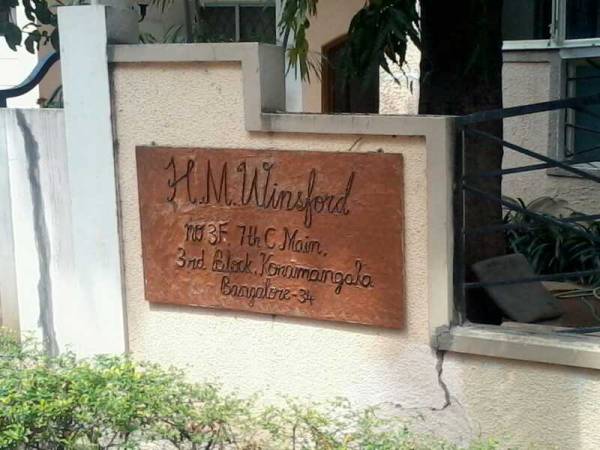 H.M.Winsford
no 3F. 7th C Main,
3rd Block, Koramangala
Bangalore-34